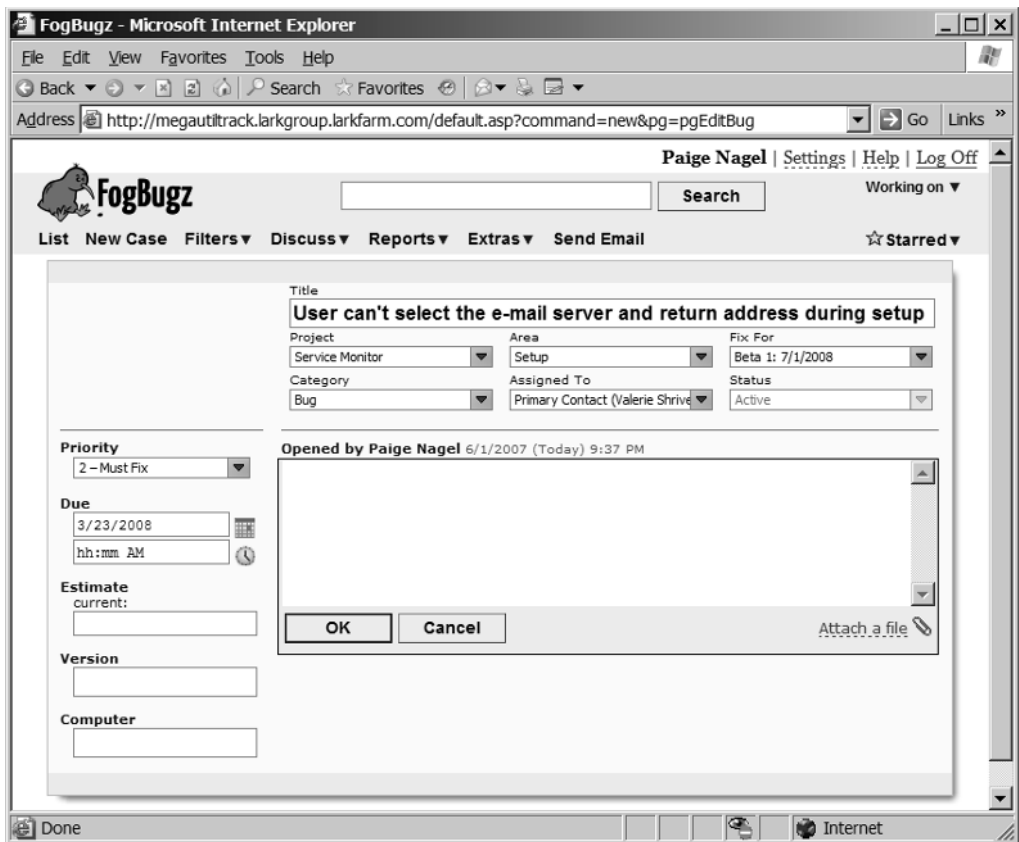 FogBugz - Microsoft Internet Explorer
File Edit View Favorites Tools Help
Back Search Favorites
Address http://megautiltrack.larkgroup.larkfarm.com/default.asp?command=new&pg=pgEditBug Go Links »
Paige Nagel | Settings | Help | Log Off
FogBugz Search Working on ▼
List New Case Filters▼ Discuss▼ Reports▼ Extras▼ Send Email ☆Starred▼
Title
User can't select the e-mail server and return address during setup
Project Area Fix For
Service Monitor Setup Beta 1: 7/1/2008
Category Assigned To Status
Bug Primary Contact (Valerie Shrive Active
Priority Opened by Paige Nagel 6/1/2007 (Today) 9:37 PM
2 – Must Fix
Due
3/23/2008
hh:mm AM
Estimate
current:
OK Cancel Attach a file
Version
Computer
Done Internet